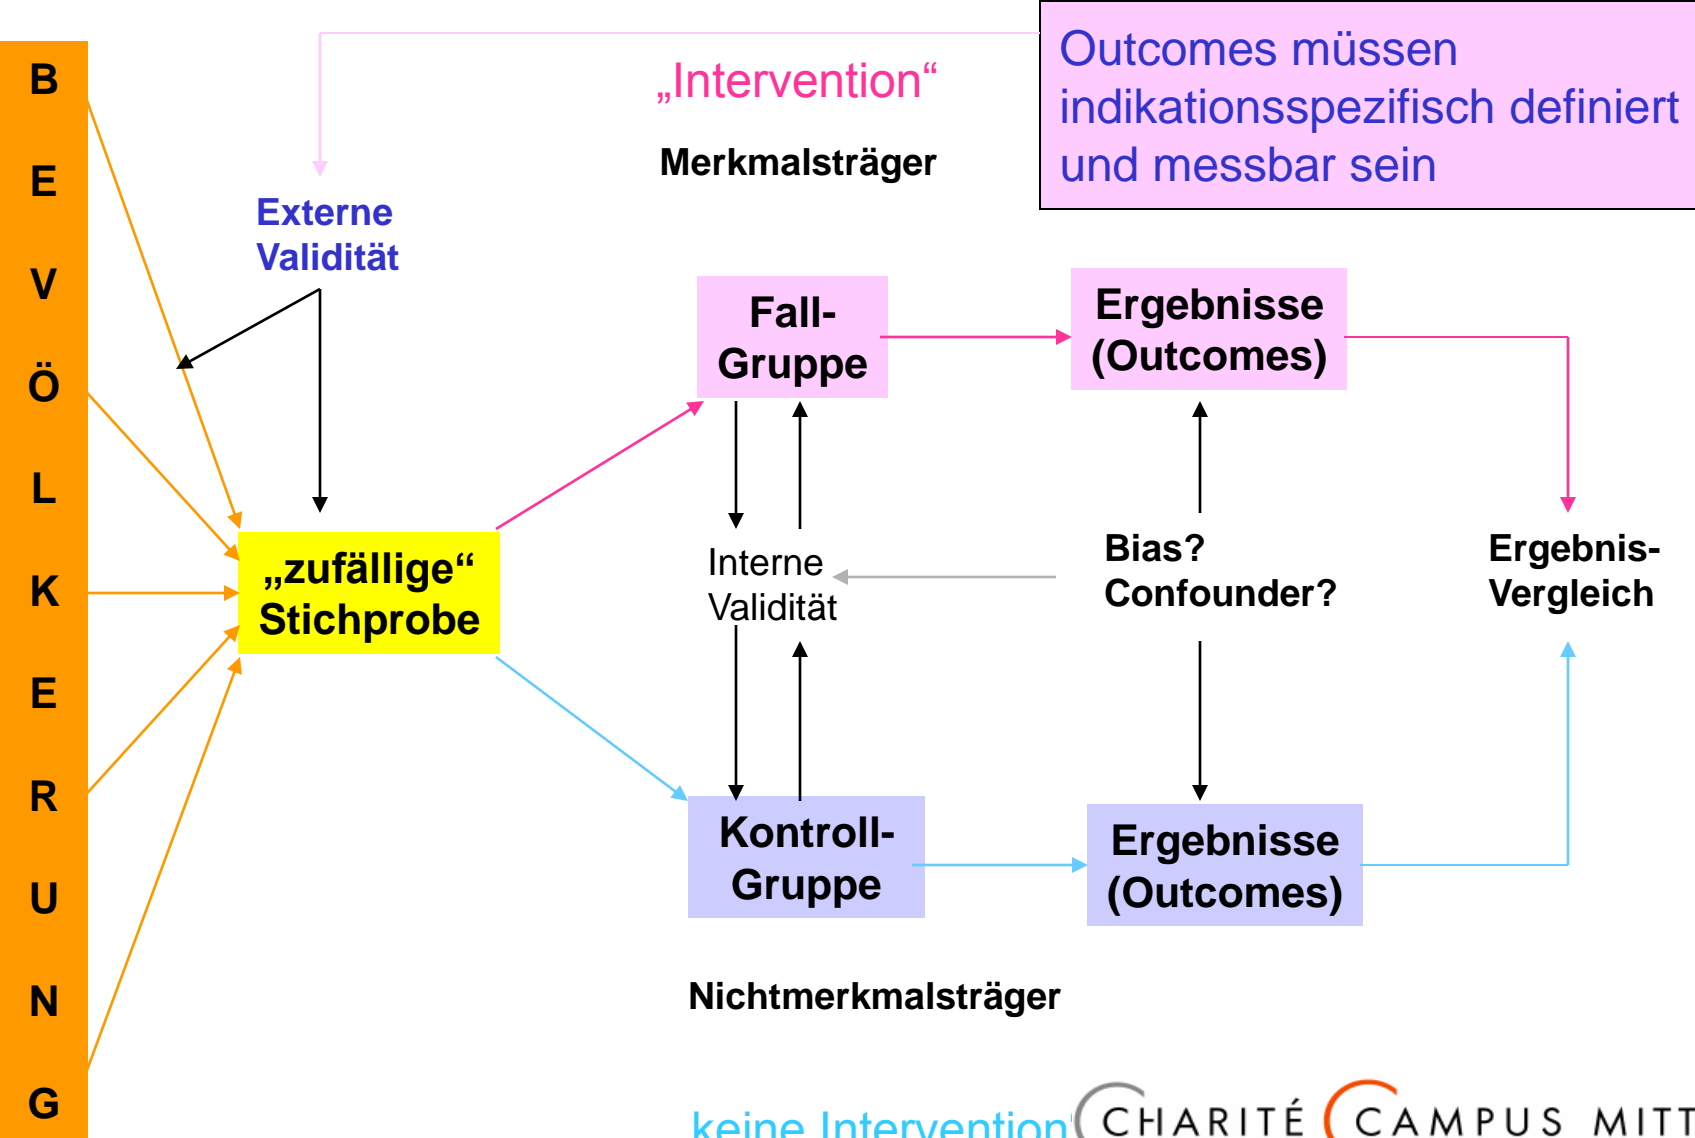 BEVÖLKERUNG
„Intervention“
Merkmalsträger
Outcomes müssen
indikationsspezifisch definiert
und messbar sein
Externe
Validität
Fall-
Gruppe
Ergebnisse
(Outcomes)
„zufällige“
Stichprobe
Interne
Validität
Bias?
Confounder?
Ergebnis-
Vergleich
Kontroll-
Gruppe
Ergebnisse
(Outcomes)
Nichtmerkmalsträger
keine Intervention“
CHARITÉ CAMPUS MITT